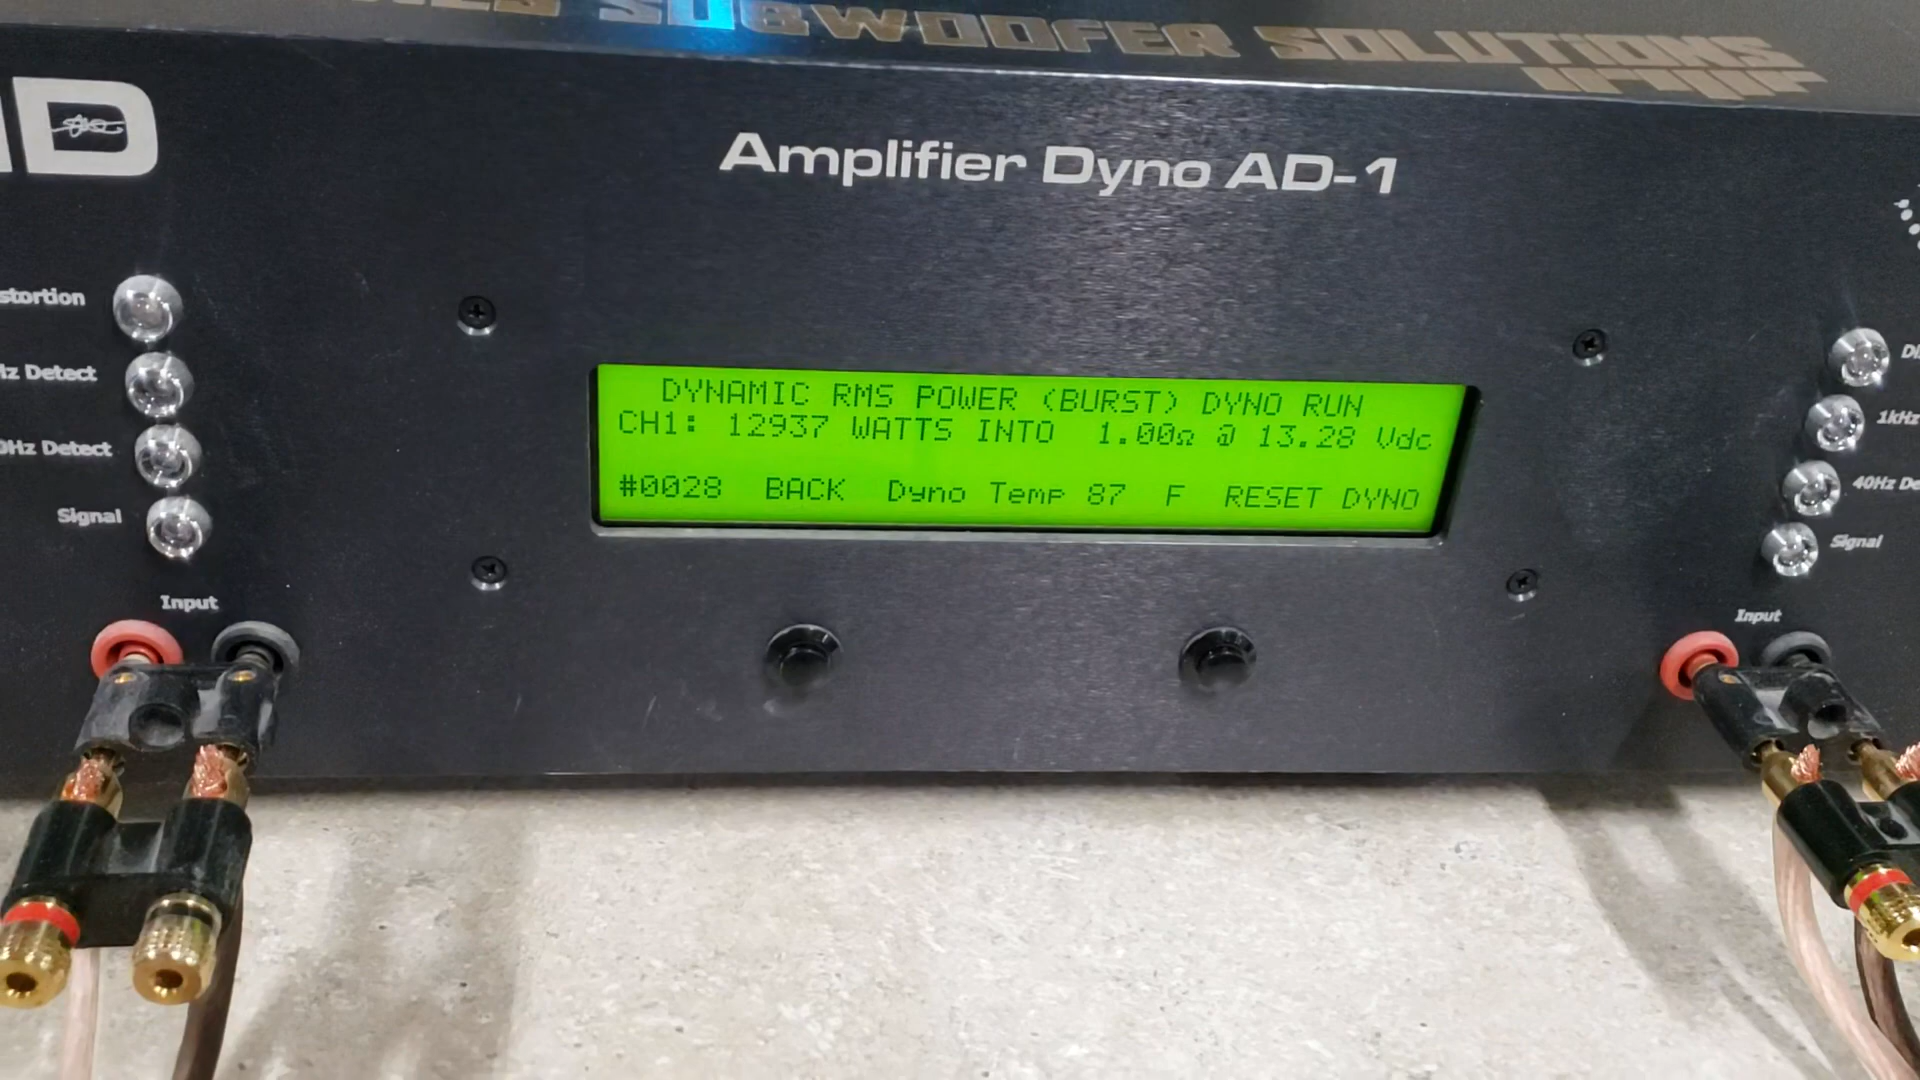 SUBWOOFER SOLUTIONS
D
Amplifier Dyno AD-1
Detect
Detect
Signal
Input
DYNAMIC RMS POWER (BURST) DYNO RUN
CH1: 12937 WATTS INTO 1.00Ω @ 13.28 Vdc
#0028 BACK Dyno Temp 87 F RESET DYNO
1kHz
40Hz De
Signal
Input